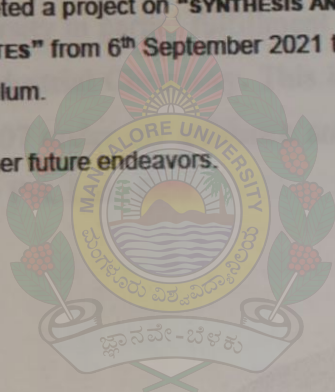 ted a project on "SYNTHESIS AN
TES" from 6th September 2021 t
lum.
er future endeavors.
MANGALORE UNIVERSITY
ಮಂಗಳೂರು ವಿಶ್ವವಿದ್ಯಾನಿಲಯ
ಜ್ಞಾನವೇ-ಬೆಳಕು